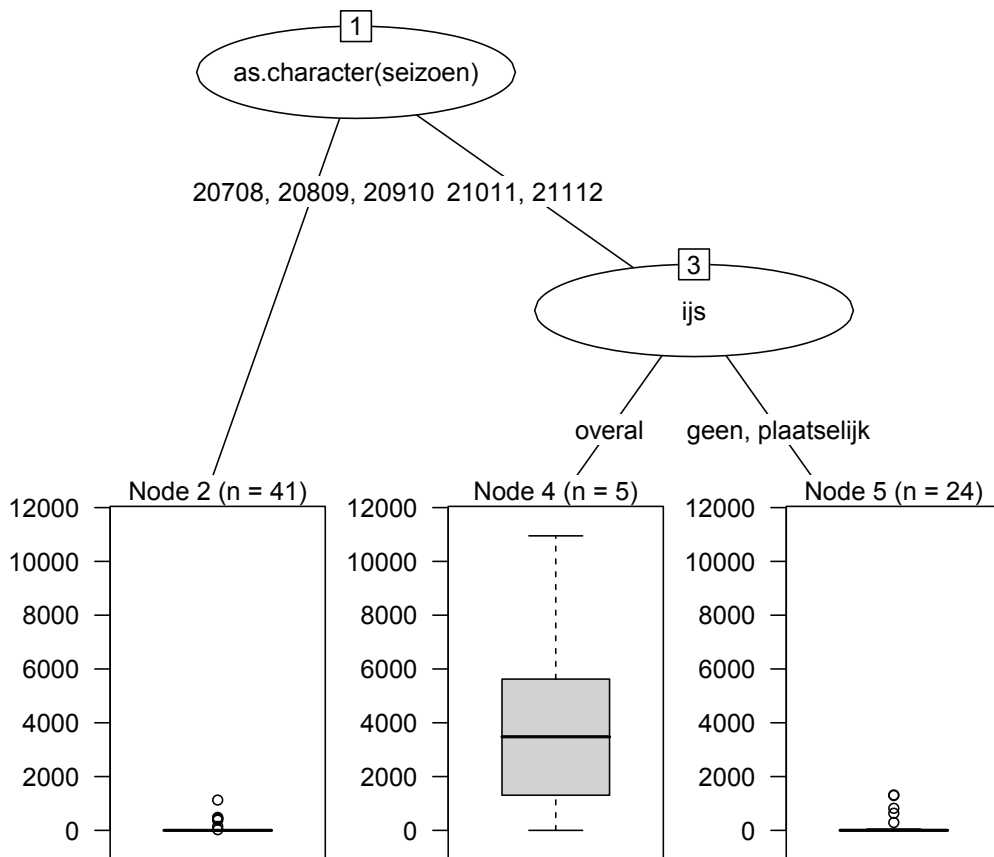 1
as.character(seizoen)
20708, 20809, 20910 21011, 21112
3
ijs
overal
geen, plaatselijk
Node 2 (n = 41)
12000
10000
8000
6000
4000
2000
0
Node 4 (n = 5)
12000
10000
8000
6000
4000
2000
0
Node 5 (n = 24)
12000
10000
8000
6000
4000
2000
0